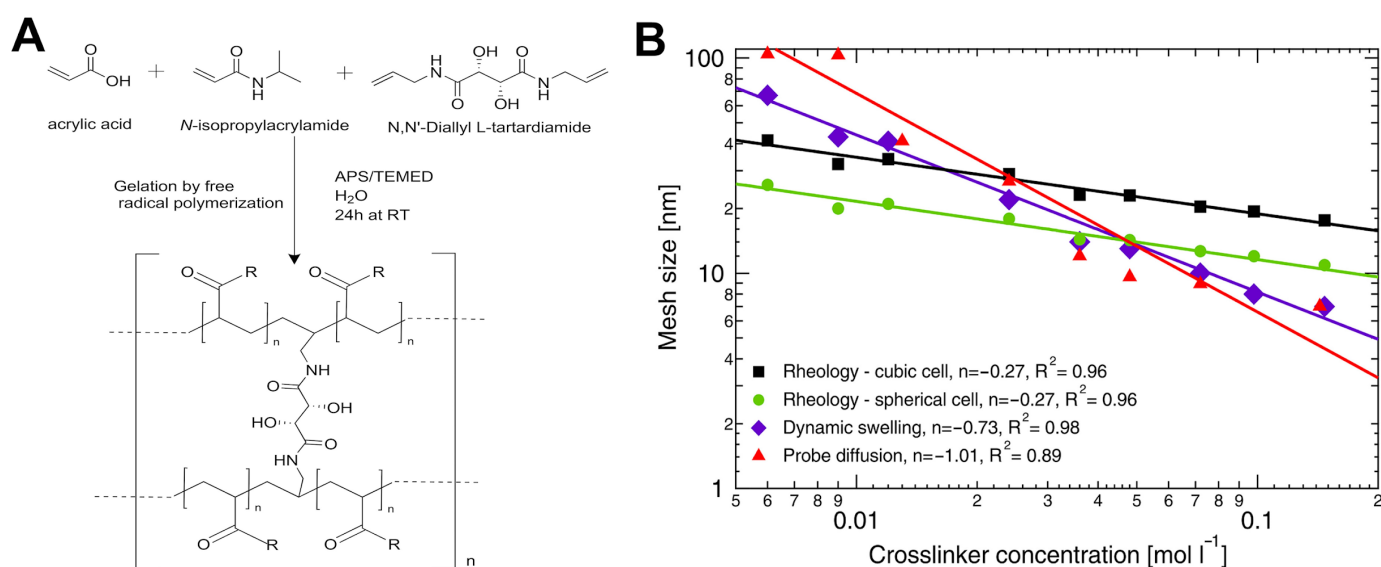 A
O
OH
+
O
N
H
+
H
N
O
OH
OH
O
N
H
acrylic acid
N-isopropylacrylamide
N,N'-Diallyl L-tartardiamide
Gelation by free
radical polymerization
APS/TEMED
H₂O
24h at RT
O
R
O
R
n
n
NH
O
HO
OH
O
HN
n
n
O
R
O
R
n
B
100
8
6
4
2
10
8
6
4
2
1
Mesh size [nm]
5 6 7 8 9 2 3 4 5 6 7 8 9 2
0.01 0.1
Crosslinker concentration [mol l⁻¹]
Rheology - cubic cell, n=−0.27, R²= 0.96
Rheology - spherical cell, n=−0.27, R²= 0.96
Dynamic swelling, n=−0.73, R²= 0.98
Probe diffusion, n=−1.01, R²= 0.89